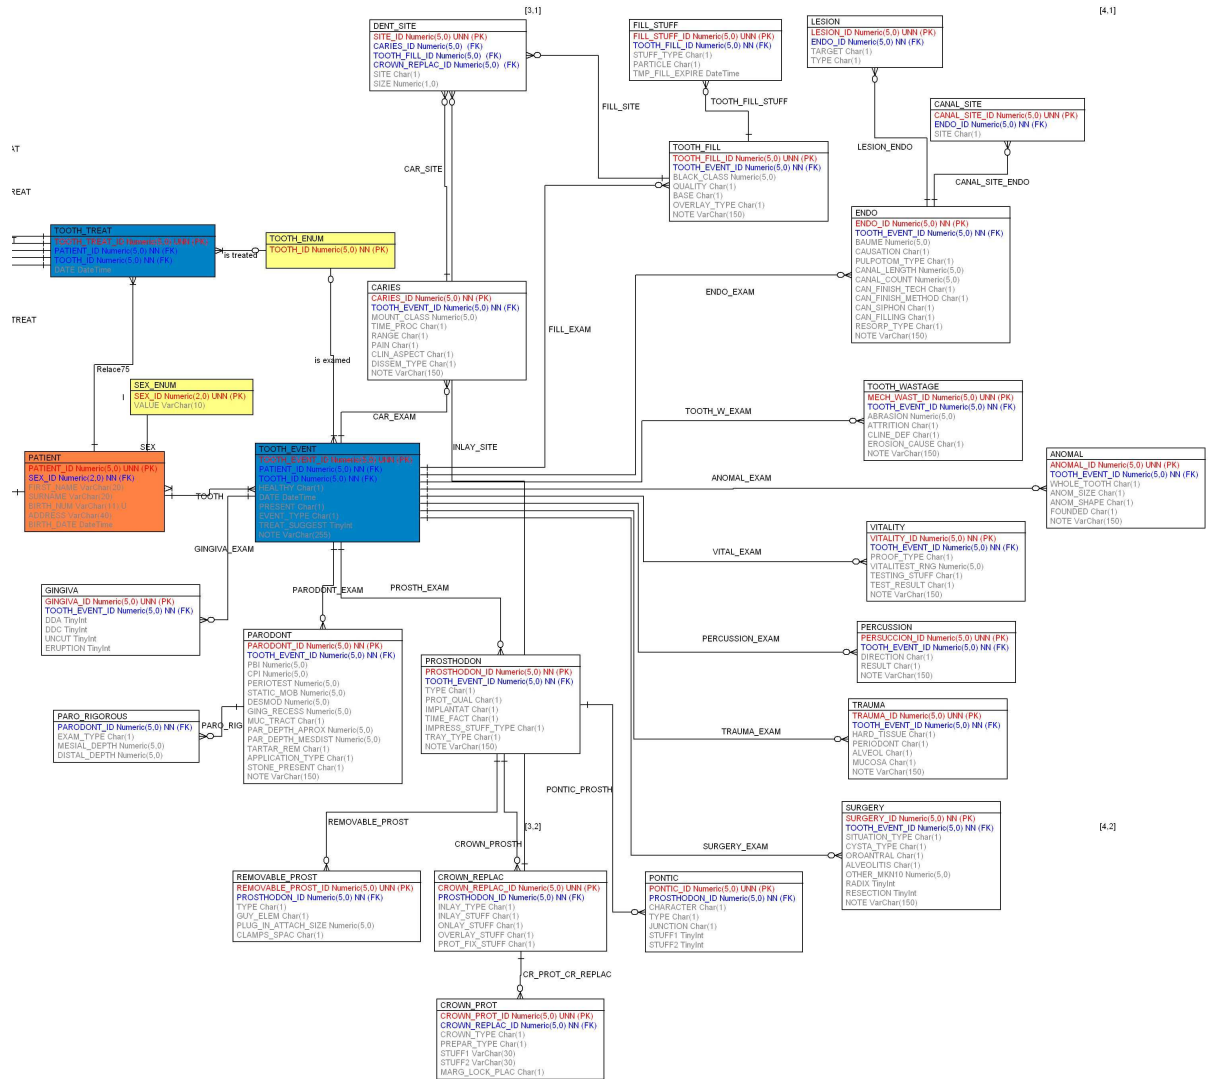 [3,1]
[4,1]
DENT_SITE
SITE_ID Numeric(5,0) UNN (PK)
CARIES_ID Numeric(5,0) (FK)
TOOTH_FILL_ID Numeric(5,0) (FK)
CROWN_REPLAC_ID Numeric(5,0) (FK)
SITE Char(1)
SIZE Numeric(1,0)
FILL_STUFF
FILL_STUFF_ID Numeric(5,0) UNN (PK)
TOOTH_FILL_ID Numeric(5,0) NN (FK)
STUFF_TYPE Char(1)
PARTICLE Char(1)
TMP_FILL_EXPIRE DateTime
LESION
LESION_ID Numeric(5,0) UNN (PK)
ENDO_ID Numeric(5,0) NN (FK)
TARGET Char(1)
TYPE Char(1)
FILL_SITE
TOOTH_FILL_STUFF
CANAL_SITE
CANAL_SITE_ID Numeric(5,0) UNN (PK)
ENDO_ID Numeric(5,0) NN (FK)
SITE Char(1)
LESION_ENDO
CANAL_SITE_ENDO
AT
REAT
TREAT
CAR_SITE
TOOTH_FILL
TOOTH_FILL_ID Numeric(5,0) UNN (PK)
TOOTH_EVENT_ID Numeric(5,0) NN (FK)
BLACK_CLASS Numeric(5,0)
QUALITY Char(1)
BASE Char(1)
OVERLAY_TYPE Char(1)
NOTE VarChar(150)
TOOTH_TREAT
TOOTH_TREAT_ID Numeric(5,0) UNN (PK)
PATIENT_ID Numeric(5,0) NN (FK)
TOOTH_ID Numeric(5,0) NN (FK)
DATE DateTime
is treated
TOOTH_ENUM
TOOTH_ID Numeric(5,0) NN (PK)
ENDO
ENDO_ID Numeric(5,0) NN (PK)
TOOTH_EVENT_ID Numeric(5,0) NN (FK)
BAUME Numeric(5,0)
CAUSATION Char(1)
PULPOTOM_TYPE Char(1)
CANAL_LENGTH Numeric(5,0)
CANAL_COUNT Numeric(5,0)
CAN_FINISH_TECH Char(1)
CAN_FINISH_METHOD Char(1)
CAN_SIPHON Char(1)
CAN_FILLING Char(1)
RESORP_TYPE Char(1)
NOTE VarChar(150)
CARIES
CARIES_ID Numeric(5,0) NN (PK)
TOOTH_EVENT_ID Numeric(5,0) NN (FK)
MOUNT_CLASS Numeric(5,0)
TIME_PROC Char(1)
RANGE Char(1)
PAIN Char(1)
CLIN_ASPECT Char(1)
DISSEM_TYPE Char(1)
NOTE VarChar(150)
ENDO_EXAM
FILL_EXAM
is examed
Relace75
SEX_ENUM
SEX_ID Numeric(2,0) UNN (PK)
VALUE VarChar(10)
SEX
CAR_EXAM
INLAY_SITE
TOOTH_W_EXAM
TOOTH_WASTAGE
MECH_WAST_ID Numeric(5,0) UNN (PK)
TOOTH_EVENT_ID Numeric(5,0) NN (FK)
ABRASION Numeric(5,0)
ATTRITION Char(1)
CLINE_DEF Char(1)
EROSION_CAUSE Char(1)
NOTE VarChar(150)
PATIENT
PATIENT_ID Numeric(5,0) UNN (PK)
SEX_ID Numeric(2,0) NN (FK)
FIRST_NAME VarChar(20)
SURNAME VarChar(20)
BIRTH_NUM VarChar(11) U
ADDRESS VarChar(40)
BIRTH_DATE DateTime
TOOTH
TOOTH_EVENT
TOOTH_EVENT_ID Numeric(5,0) UNN (PK)
PATIENT_ID Numeric(5,0) NN (FK)
TOOTH_ID Numeric(5,0) NN (FK)
HEALTHY Char(1)
DATE DateTime
PRESENT Char(1)
EVENT_TYPE Char(1)
TREAT_SUGGEST TinyInt
NOTE VarChar(255)
ANOMAL_EXAM
ANOMAL
ANOMAL_ID Numeric(5,0) UNN (PK)
TOOTH_EVENT_ID Numeric(5,0) NN (FK)
WHOLE_TOOTH Char(1)
ANOM_SIZE Char(1)
ANOM_SHAPE Char(1)
FOUNDED Char(1)
NOTE VarChar(150)
GINGIVA_EXAM
VITAL_EXAM
VITALITY
VITALITY_ID Numeric(5,0) NN (PK)
TOOTH_EVENT_ID Numeric(5,0) NN (FK)
PROOF_TYPE Char(1)
VITALITEST_RNG Numeric(5,0)
TESTING_STUFF Char(1)
TEST_RESULT Char(1)
NOTE VarChar(150)
GINGIVA
GINGIVA_ID Numeric(5,0) UNN (PK)
TOOTH_EVENT_ID Numeric(5,0) NN (FK)
DDA TinyInt
DDC TinyInt
UNCUT TinyInt
ERUPTION TinyInt
PARODONT_EXAM
PROSTH_EXAM
PARODONT
PARODONT_ID Numeric(5,0) NN (PK)
TOOTH_EVENT_ID Numeric(5,0) NN (FK)
PBI Numeric(5,0)
CPI Numeric(5,0)
PERIOTEST Numeric(5,0)
STATIC_MOB Numeric(5,0)
DESMOD Numeric(5,0)
GING_RECESS Numeric(5,0)
MUC_TRACT Char(1)
PAR_DEPTH_APROX Numeric(5,0)
PAR_DEPTH_MESDIST Numeric(5,0)
TARTAR_REM Char(1)
APPLICATION_TYPE Char(1)
STONE_PRESENT Char(1)
NOTE VarChar(150)
PROSTHODON
PROSTHODON_ID Numeric(5,0) NN (PK)
TOOTH_EVENT_ID Numeric(5,0) NN (FK)
TYPE Char(1)
PROT_QUAL Char(1)
IMPLANTAT Char(1)
TIME_FACT Char(1)
IMPRESS_STUFF_TYPE Char(1)
TRAY_TYPE Char(1)
NOTE VarChar(150)
PERCUSSION_EXAM
PERCUSSION
PERSUCCION_ID Numeric(5,0) UNN (PK)
TOOTH_EVENT_ID Numeric(5,0) NN (FK)
DIRECTION Char(1)
RESULT Char(1)
NOTE VarChar(150)
PARO_RIGOROUS
PARODONT_ID Numeric(5,0) NN (FK)
EXAM_TYPE Char(1)
MESIAL_DEPTH Numeric(5,0)
DISTAL_DEPTH Numeric(5,0)
PARO_RIG
TRAUMA_EXAM
TRAUMA
TRAUMA_ID Numeric(5,0) UNN (PK)
TOOTH_EVENT_ID Numeric(5,0) NN (FK)
HARD_TISSUE Char(1)
PERIODONT Char(1)
ALVEOL Char(1)
MUCOSA Char(1)
NOTE VarChar(150)
PONTIC_PROSTH
REMOVABLE_PROST
[3,2]
[4,2]
CROWN_PROSTH
SURGERY_EXAM
SURGERY
SURGERY_ID Numeric(5,0) NN (PK)
TOOTH_EVENT_ID Numeric(5,0) NN (FK)
SITUATION_TYPE Char(1)
CYSTA_TYPE Char(1)
OROANTRAL Char(1)
ALVEOLITIS Char(1)
OTHER_MKN10 Numeric(5,0)
RADIX TinyInt
RESECTION TinyInt
NOTE VarChar(150)
REMOVABLE_PROST
REMOVABLE_PROST_ID Numeric(5,0) UNN (PK)
PROSTHODON_ID Numeric(5,0) NN (FK)
TYPE Char(1)
GUY_ELEM Char(1)
PLUG_IN_ATTACH_SIZE Numeric(5,0)
CLAMPS_SPAC Char(1)
CROWN_REPLAC
CROWN_REPLAC_ID Numeric(5,0) UNN (PK)
PROSTHODON_ID Numeric(5,0) NN (FK)
INLAY_TYPE Char(1)
INLAY_STUFF Char(1)
ONLAY_STUFF Char(1)
OVERLAY_STUFF Char(1)
PROT_FIX_STUFF Char(1)
PONTIC
PONTIC_ID Numeric(5,0) UNN (PK)
PROSTHODON_ID Numeric(5,0) NN (FK)
CHARACTER Char(1)
TYPE Char(1)
JUNCTION Char(1)
STUFF1 TinyInt
STUFF2 TinyInt
CR_PROT_CR_REPLAC
CROWN_PROT
CROWN_PROT_ID Numeric(5,0) UNN (PK)
CROWN_REPLAC_ID Numeric(5,0) NN (FK)
CROWN_TYPE Char(1)
PREPAR_TYPE Char(1)
STUFF1 VarChar(30)
STUFF2 VarChar(30)
MARG_LOCK_PLAC Char(1)